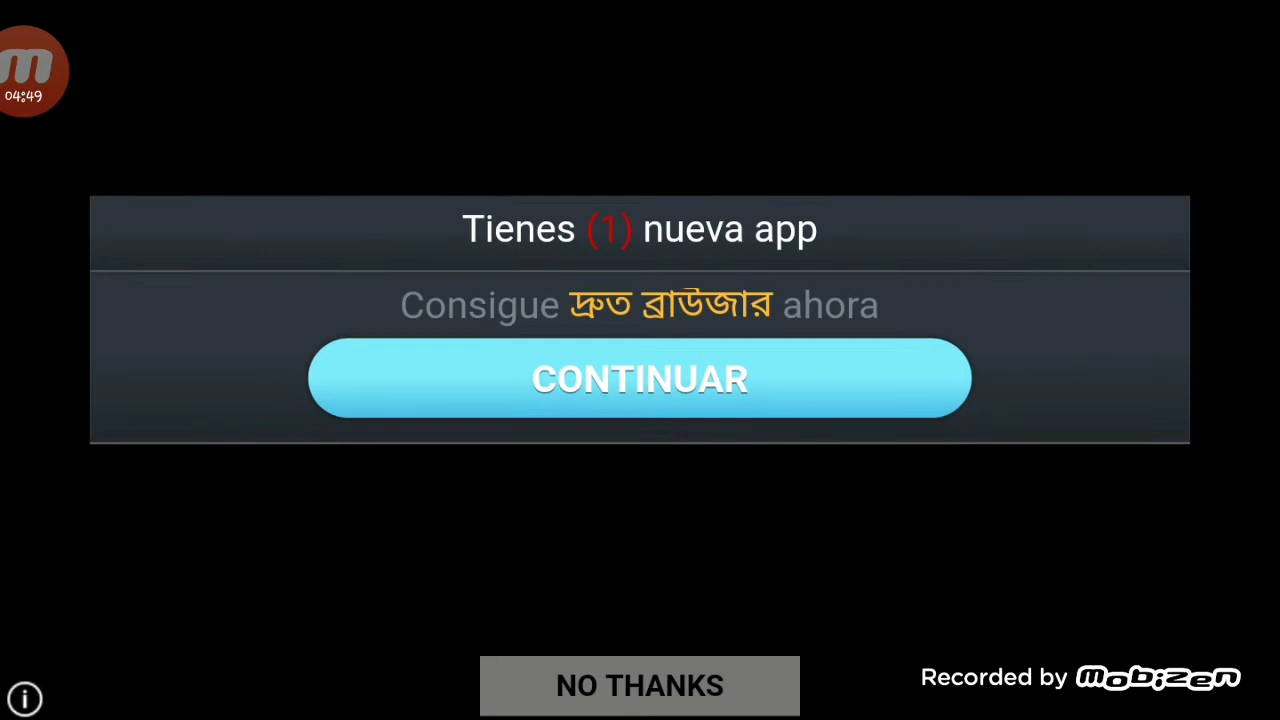 04:49
Tienes (1) nueva app
Consigue দ্রুত ব্রাউজার ahora
CONTINUAR
NO THANKS
Recorded by mobizen